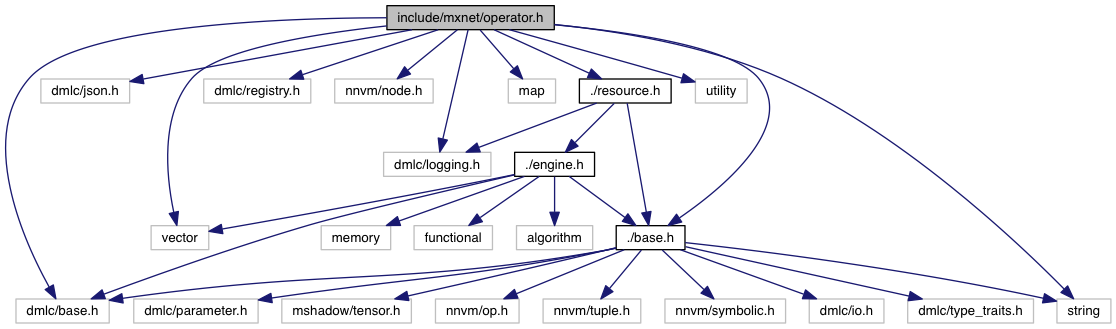 include/mxnet/operator.h
dmlc/json.h
dmlc/registry.h
nnvm/node.h
map
./resource.h
utility
dmlc/logging.h
./engine.h
vector
memory
functional
algorithm
./base.h
dmlc/base.h
dmlc/parameter.h
mshadow/tensor.h
nnvm/op.h
nnvm/tuple.h
nnvm/symbolic.h
dmlc/io.h
dmlc/type_traits.h
string